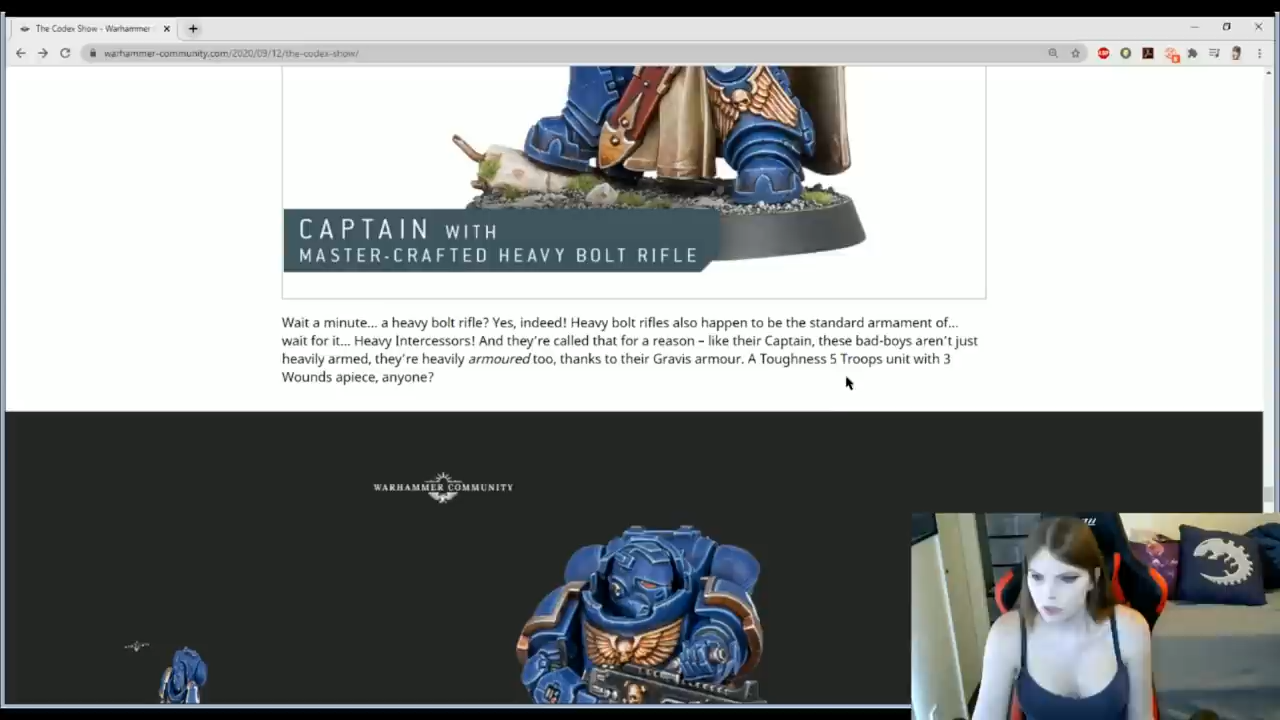 The Codex Show - Warhammer
warhammer-community.com/2020/09/12/the-codex-show/
CAPTAIN WITH
MASTER-CRAFTED HEAVY BOLT RIFLE
Wait a minute… a heavy bolt rifle? Yes, indeed! Heavy bolt rifles also happen to be the standard armament of…
wait for it… Heavy Intercessors! And they're called that for a reason – like their Captain, these bad-boys aren't just
heavily armed, they're heavily armoured too, thanks to their Gravis armour. A Toughness 5 Troops unit with 3
Wounds apiece, anyone?
WARHAMMER COMMUNITY